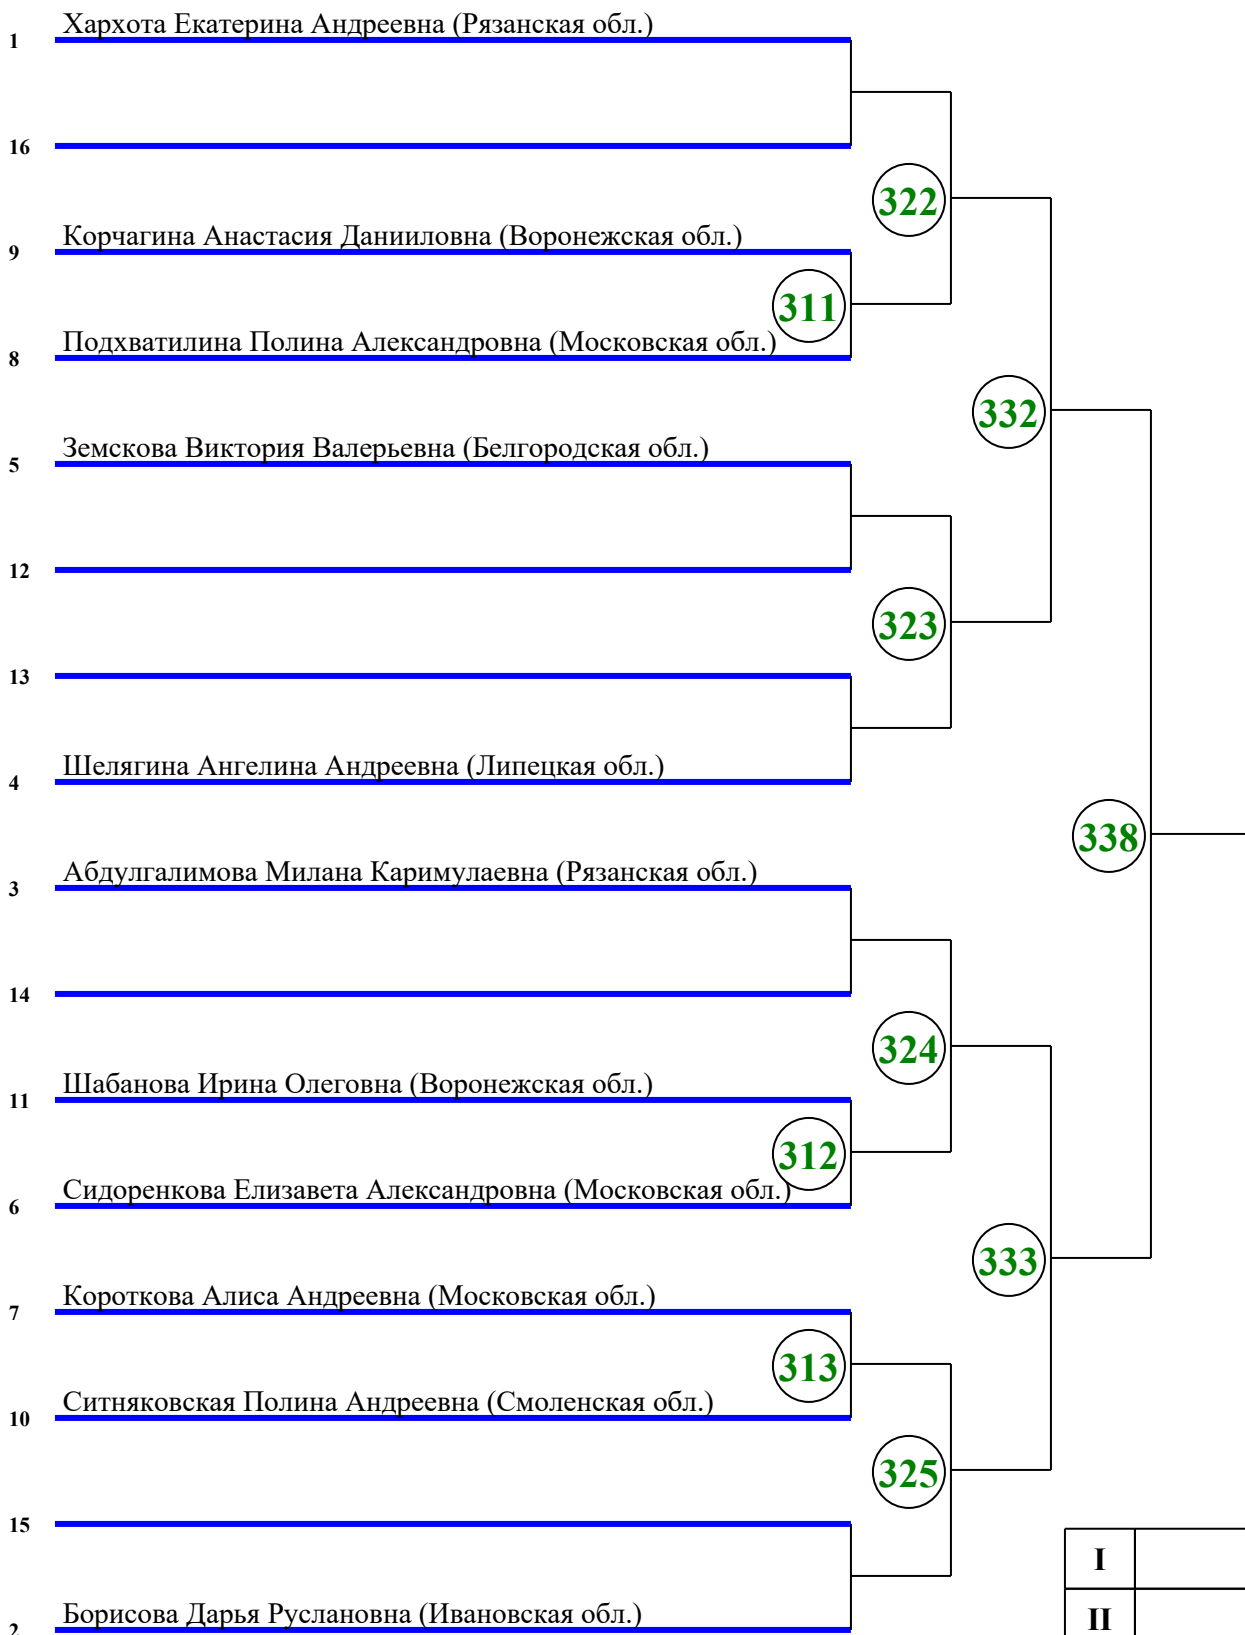 Хархота Екатерина Андреевна (Рязанская обл.)
1
16
322
Корчагина Анастасия Данииловна (Воронежская обл.)
9
311
Подхватилина Полина Александровна (Московская обл.)
8
332
Земскова Виктория Валерьевна (Белгородская обл.)
5
12
323
13
Шелягина Ангелина Андреевна (Липецкая обл.)
4
338
Абдулгалимова Милана Каримулаевна (Рязанская обл.)
3
14
324
Шабанова Ирина Олеговна (Воронежская обл.)
11
312
Сидоренкова Елизавета Александровна (Московская обл.)
6
333
Короткова Алиса Андреевна (Московская обл.)
7
313
Ситняковская Полина Андреевна (Смоленская обл.)
10
325
15
I
Борисова Дарья Руслановна (Ивановская обл.)
2
II